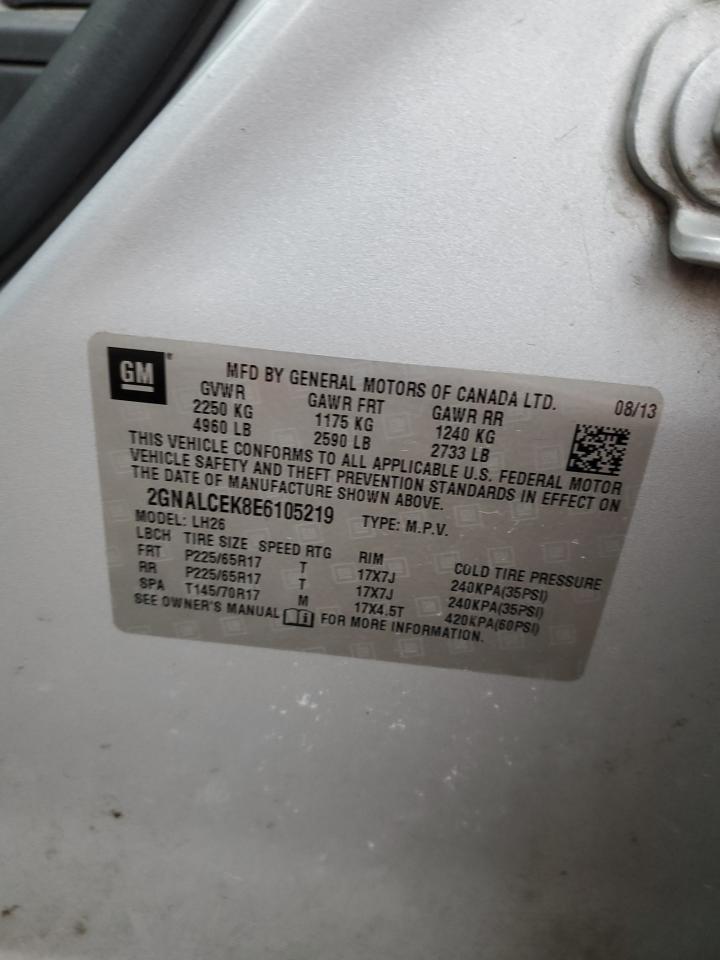 GM
MFD BY GENERAL MOTORS OF CANADA LTD. 08/13
GVWR GAWR FRT GAWR RR
2250 KG 1175 KG 1240 KG
4960 LB 2590 LB 2733 LB
THIS VEHICLE CONFORMS TO ALL APPLICABLE U.S. FEDERAL MOTOR
VEHICLE SAFETY AND THEFT PREVENTION STANDARDS IN EFFECT ON
THE DATE OF MANUFACTURE SHOWN ABOVE.
2GNALCEK8E6105219 TYPE: M.P.V.
MODEL: LH26
LBCH TIRE SIZE SPEED RTG RIM COLD TIRE PRESSURE
FRT P225/65R17 T 17X7J 240KPA(35PSI)
RR P225/65R17 T 17X7J 240KPA(35PSI)
SPA T145/70R17 M 17X4.5T 420KPA(60PSI)
SEE OWNER'S MANUAL FOR MORE INFORMATION.